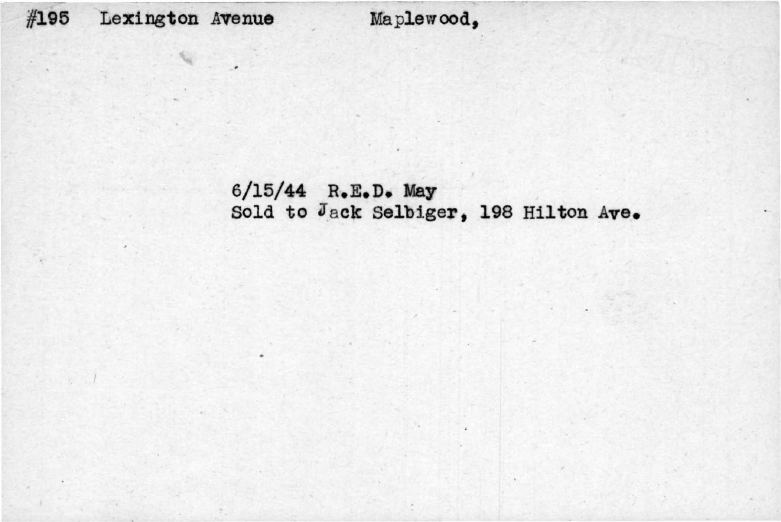 #195 Lexington Avenue Maplewood,
6/15/44 R.E.D. May
Sold to Jack Selbiger, 198 Hilton Ave.